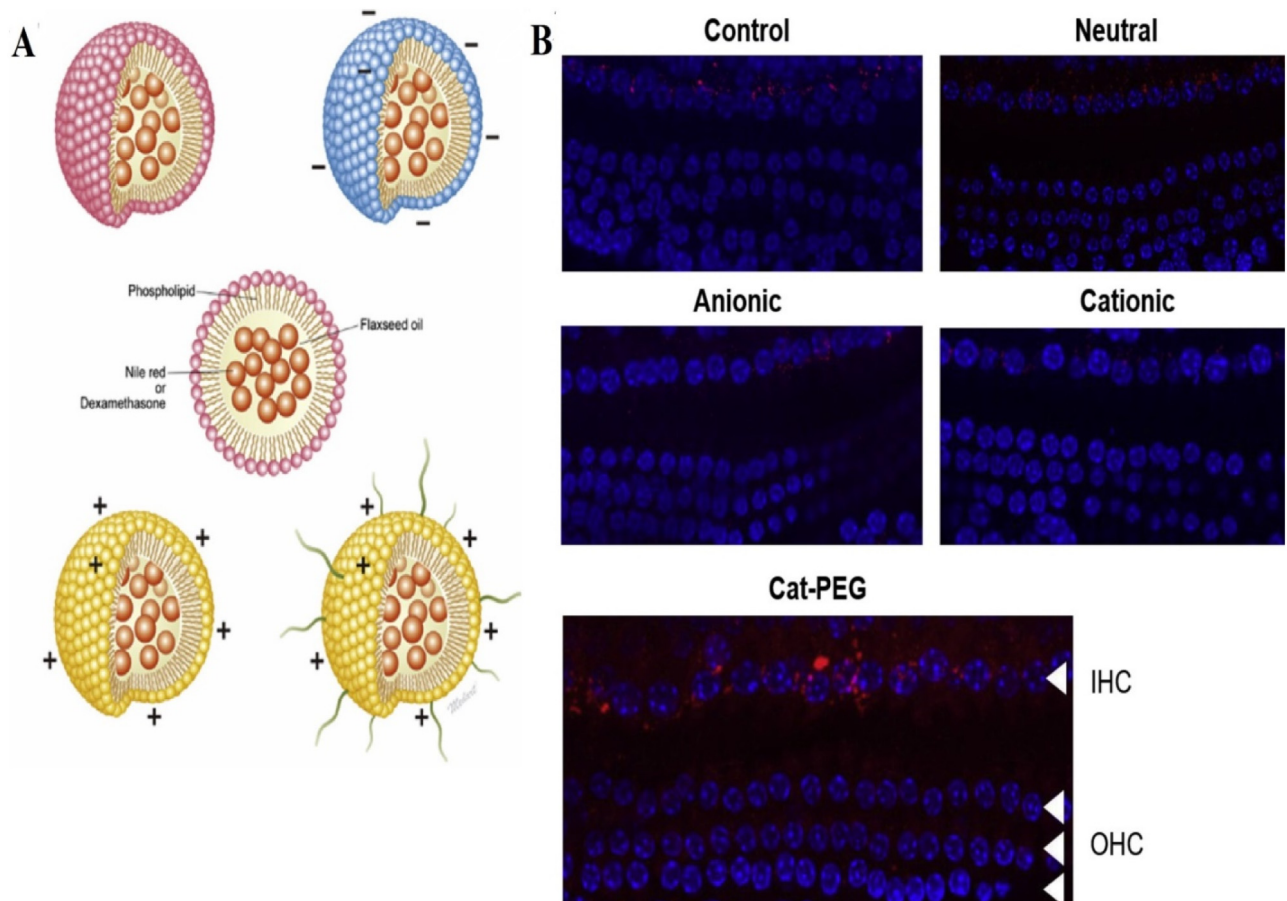 A
B
Control
Neutral
Phospholipid
Flaxseed oil
Nile red
or
Dexamethasone
Anionic
Cationic
Cat-PEG
IHC
OHC